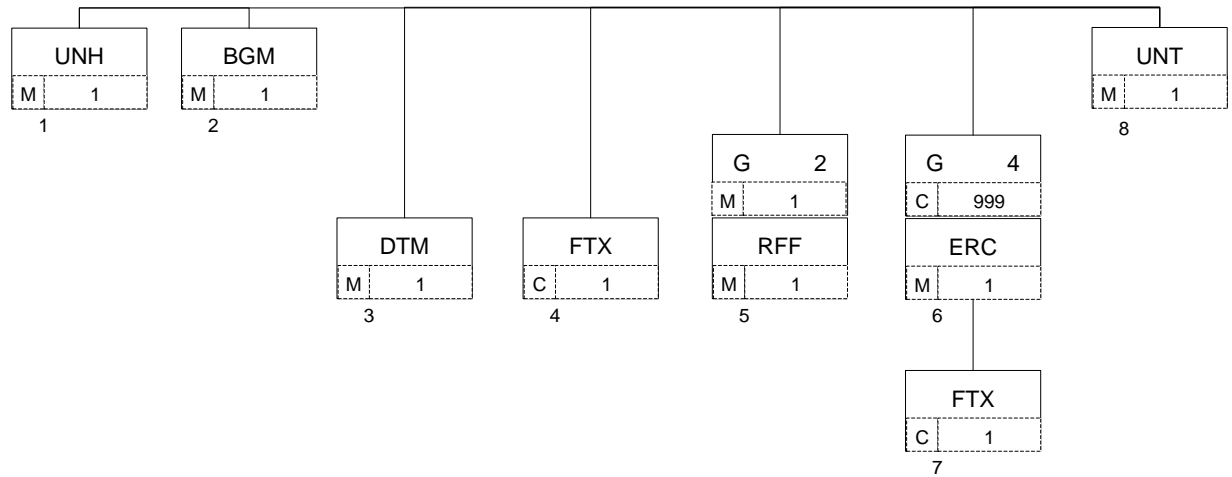 UNH
M 1
1
BGM
M 1
2
DTM
M 1
3
FTX
C 1
4
G 2
M 1
RFF
M 1
5
G 4
C 999
ERC
M 1
6
FTX
C 1
7
UNT
M 1
8